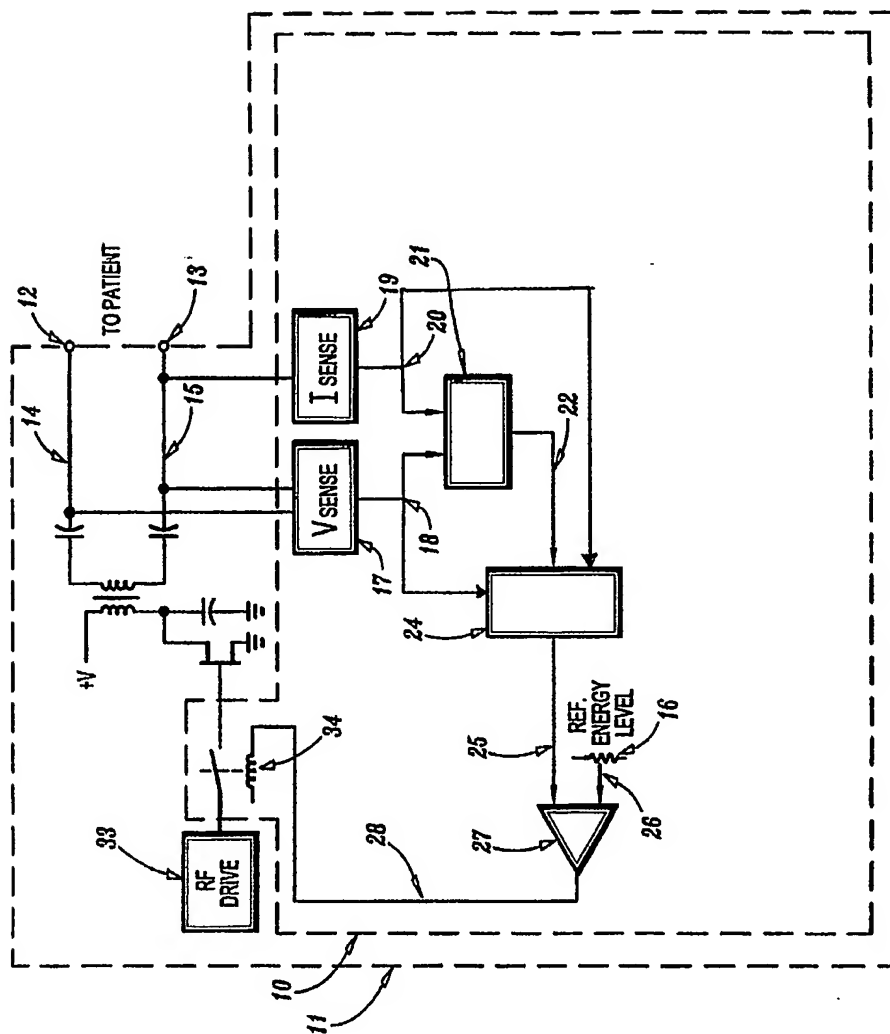 12
TO PATIENT
13
14
15
+V
I SENSE
19
20
21
22
V SENSE
17
18
24
33
RF
DRIVE
34
25
REF.
ENERGY
LEVEL
16
26
27
28
10
11